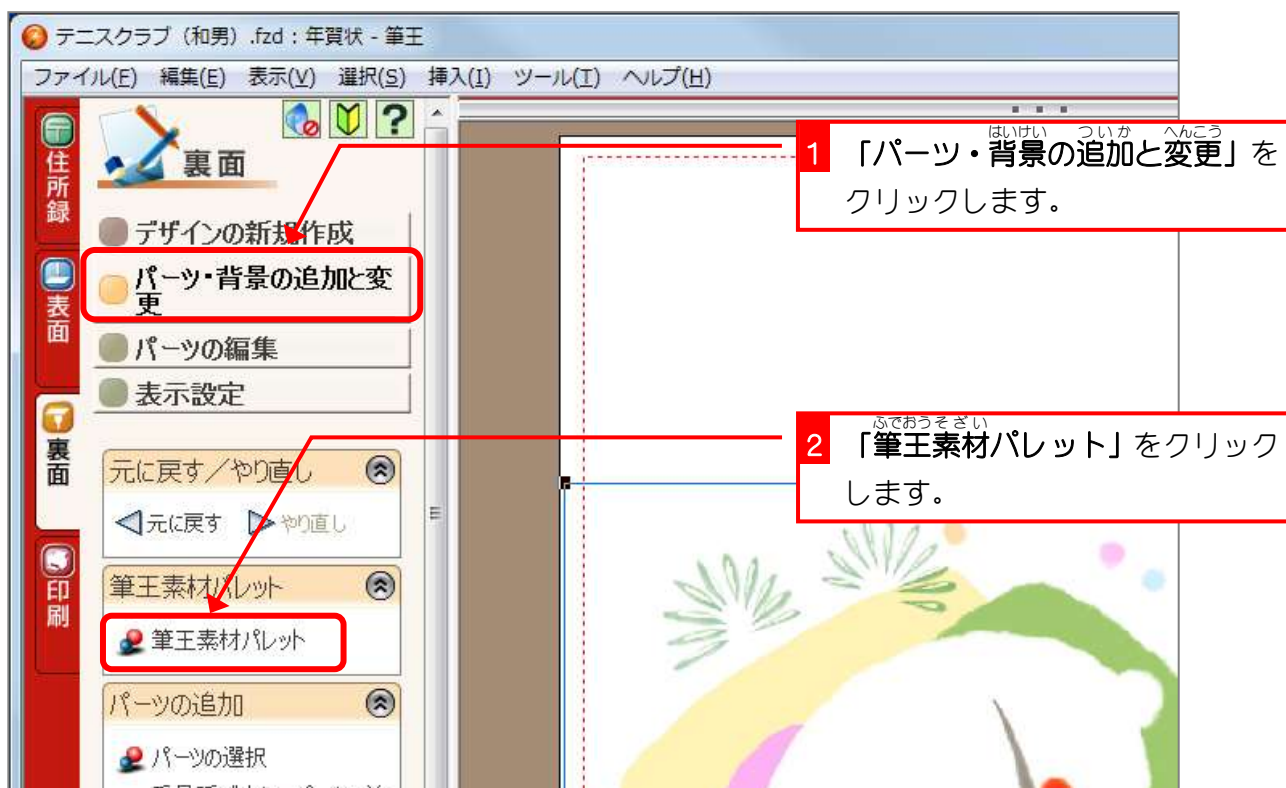 テニスクラブ（和男）.fzd：年賀状 - 筆王
ファイル(F) 編集(E) 表示(V) 選択(S) 挿入(I) ツール(T) ヘルプ(H)
住所録
表面
裏面
印刷
裏面
デザインの新規作成
パーツ・背景の追加と変
更
パーツの編集
表示設定
元に戻す／やり直し
元に戻す やり直し
筆王素材パレット
筆王素材パレット
パーツの追加
パーツの選択
はいけい ついか へんこう
1 「パーツ・背景の追加と変更」を
クリックします。
ふでおうそざい
2 「筆王素材パレット」をクリック
します。